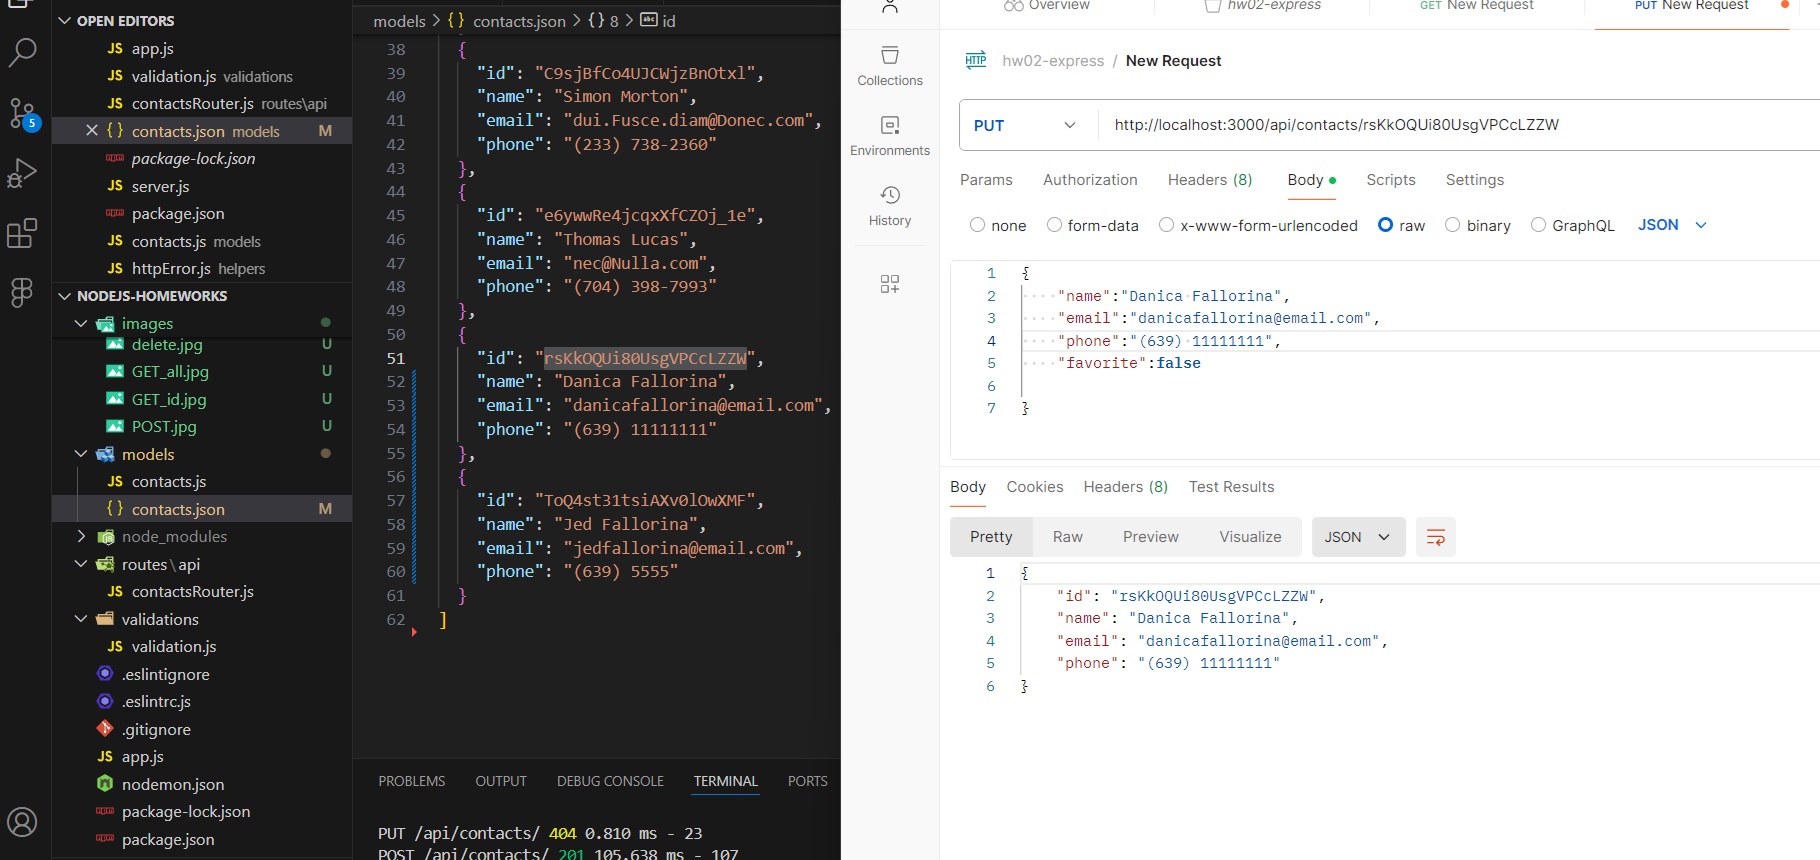 OPEN EDITORS
JS app.js
JS validation.js validations
JS contactsRouter.js routes\api
{} contacts.json models M
package-lock.json
JS server.js
package.json
JS contacts.js models
JS httpError.js helpers
5
NODEJS-HOMEWORKS
images
delete.jpg U
GET_all.jpg U
GET_id.jpg U
POST.jpg U
models
JS contacts.js
{} contacts.json M
node_modules
routes\api
JS contactsRouter.js
validations
JS validation.js
.eslintignore
.eslintrc.js
.gitignore
JS app.js
nodemon.json
package-lock.json
package.json
models > {} contacts.json > {} 8 > abc id
38 {
39 "id": "C9sjBfCo4UJCWjzBnOtxl",
40 "name": "Simon Morton",
41 "email": "dui.Fusce.diam@Donec.com",
42 "phone": "(233) 738-2360"
43 },
44 {
45 "id": "e6ywwRe4jcqxXfCZOj_1e",
46 "name": "Thomas Lucas",
47 "email": "nec@Nulla.com",
48 "phone": "(704) 398-7993"
49 },
50 {
51 "id": "rsKkOQUi80UsgVPCcLZZW",
52 "name": "Danica Fallorina",
53 "email": "danicafallorina@email.com",
54 "phone": "(639) 11111111"
55 },
56 {
57 "id": "ToQ4st31tsiAXv0lOwXMF",
58 "name": "Jed Fallorina",
59 "email": "jedfallorina@email.com",
60 "phone": "(639) 5555"
61 }
62 ]
PROBLEMS OUTPUT DEBUG CONSOLE TERMINAL PORTS
PUT /api/contacts/ 404 0.810 ms - 23
POST /api/contacts/ 201 105.638 ms - 107
Collections
Environments
History
Overview hw02-express GET New Request PUT New Request
HTTP hw02-express / New Request
PUT http://localhost:3000/api/contacts/rsKkOQUi80UsgVPCcLZZW
Params Authorization Headers (8) Body Scripts Settings
none form-data x-www-form-urlencoded raw binary GraphQL JSON
1 {
2 "name":"Danica Fallorina",
3 "email":"danicafallorina@email.com",
4 "phone":"(639) 11111111",
5 "favorite":false
6
7 }
Body Cookies Headers (8) Test Results
Pretty Raw Preview Visualize JSON
1 {
2 "id": "rsKkOQUi80UsgVPCcLZZW",
3 "name": "Danica Fallorina",
4 "email": "danicafallorina@email.com",
5 "phone": "(639) 11111111"
6 }